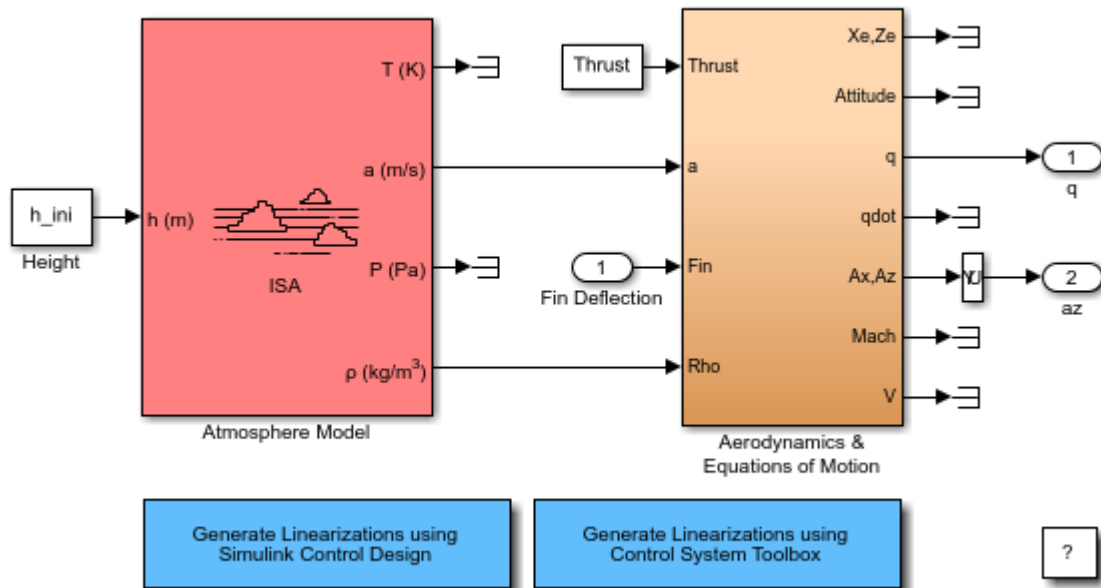 h_ini
Height
h (m)
T (K)
a (m/s)
P (Pa)
ρ (kg/m³)
ISA
Atmosphere Model
Thrust
1
Fin Deflection
Thrust
a
Fin
Rho
Xe,Ze
Attitude
q
qdot
Ax,Az
Mach
V
Aerodynamics &
Equations of Motion
1
q
2
az
Generate Linearizations using
Simulink Control Design
Generate Linearizations using
Control System Toolbox
?